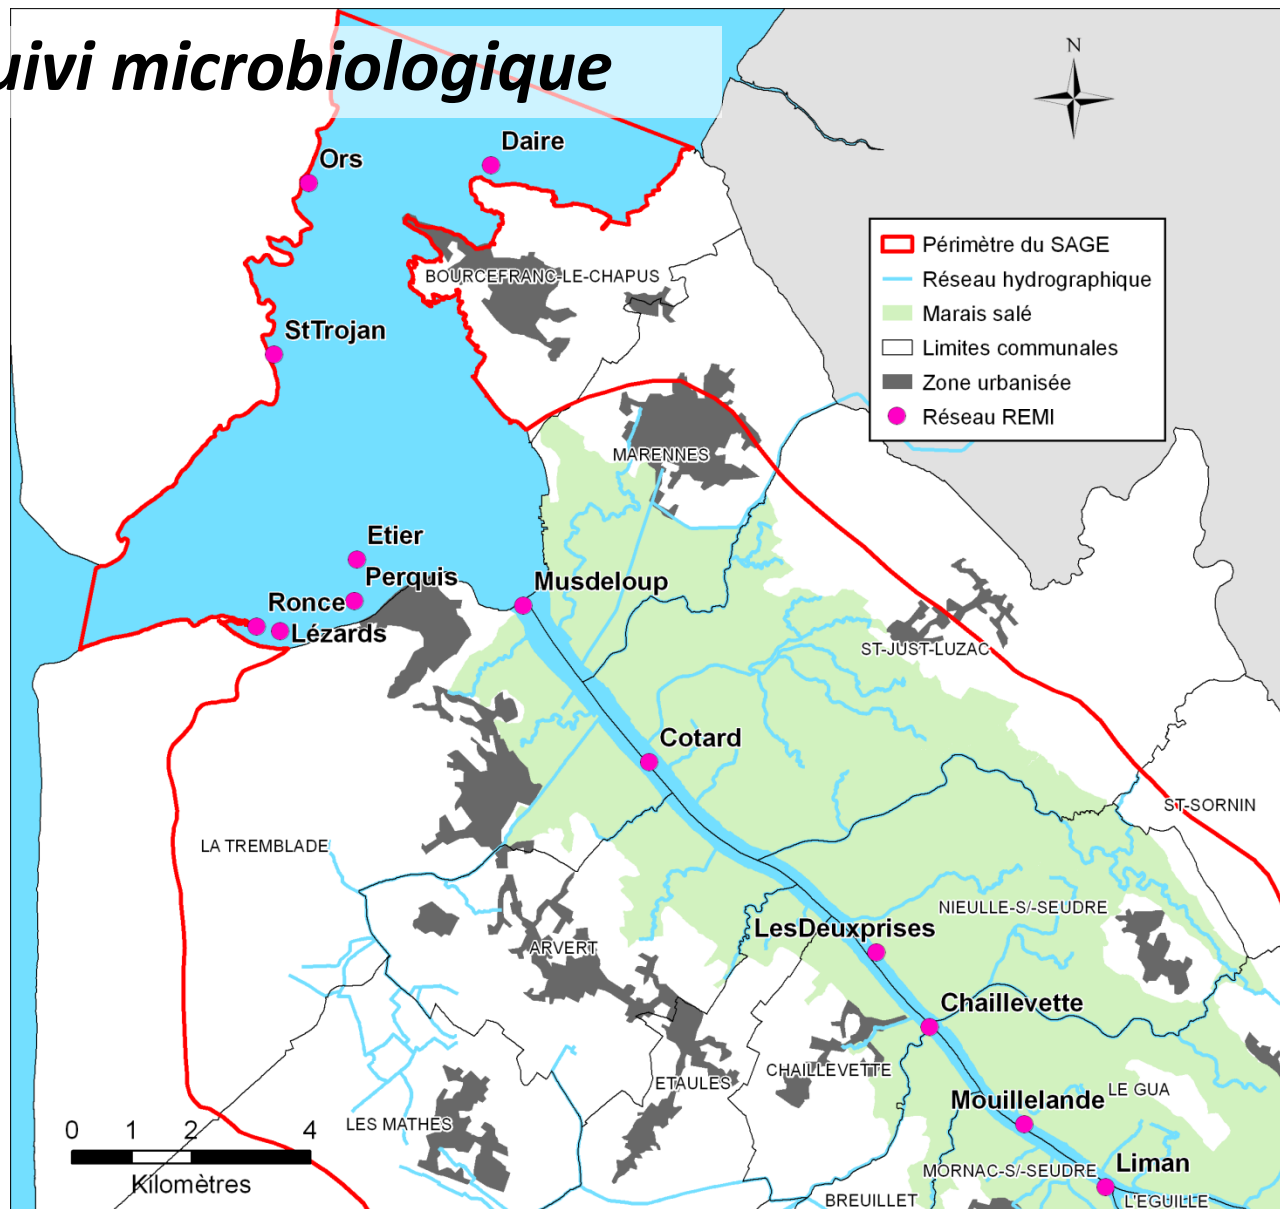 uivi microbiologique
N
Daire
Ors
Périmètre du SAGE
Réseau hydrographique
Marais salé
Limites communales
Zone urbanisée
Réseau REMI
BOURCEFRANC-LE-CHAPUS
StTrojan
MARENNES
Etier
Perquis
Musdeloup
Ronce
Lézards
ST-JUST-LUZAC
Cotard
ST-SORNIN
LA TREMBLADE
NIEULLE-S/-SEUDRE
LesDeuxprises
ARVERT
Chaillevette
CHAILLEVETTE
ETAULES
LE GUA
Mouillelande
LES MATHES
0 1 2 4
Kilomètres
Liman
MORNAC-S/-SEUDRE
BREUILLET
L'EGUILLE